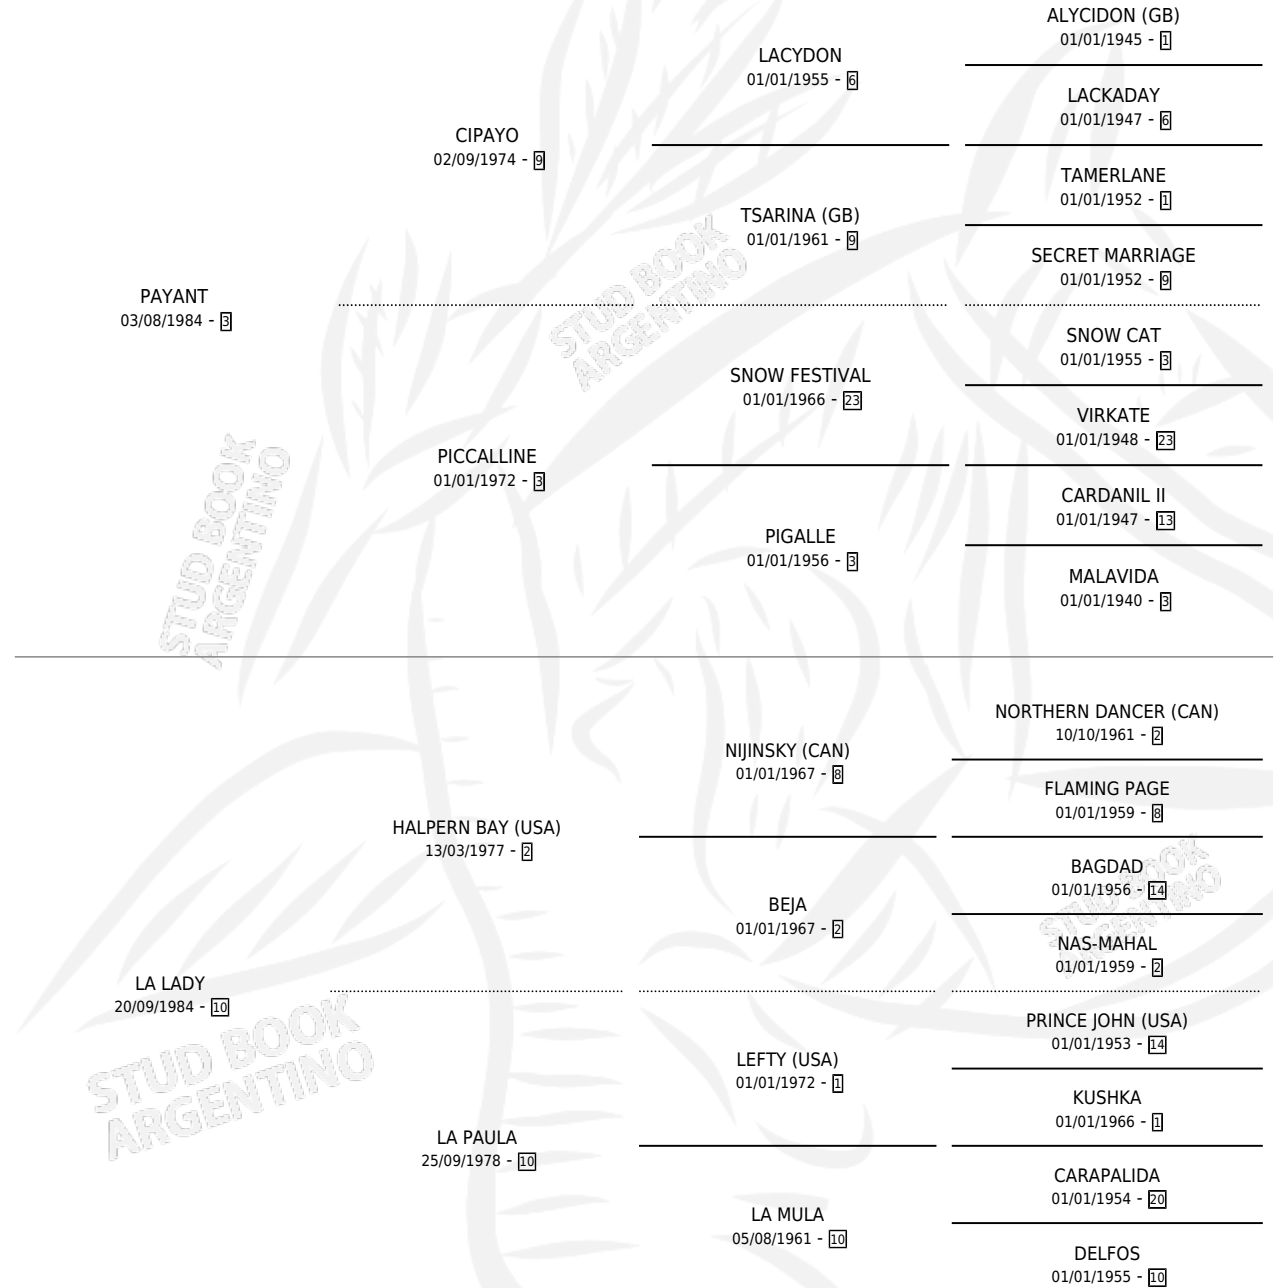 ALYCIDON (GB)
01/01/1945 - 1
LACYDON
01/01/1955 - 6
LACKADAY
01/01/1947 - 6
CIPAYO
02/09/1974 - 9
TAMERLANE
01/01/1952 - 1
TSARINA (GB)
01/01/1961 - 9
SECRET MARRIAGE
01/01/1952 - 9
PAYANT
03/08/1984 - 3
STUD BOOK
ARGENTINO
SNOW CAT
01/01/1955 - 3
SNOW FESTIVAL
01/01/1966 - 23
VIRKATE
01/01/1948 - 23
PICCALLINE
01/01/1972 - 3
CARDANIL II
01/01/1947 - 13
PIGALLE
01/01/1956 - 3
MALAVIDA
01/01/1940 - 3
STUD BOOK
ARGENTINO
NORTHERN DANCER (CAN)
10/10/1961 - 2
NIJINSKY (CAN)
01/01/1967 - 8
FLAMING PAGE
01/01/1959 - 8
HALPERN BAY (USA)
13/03/1977 - 2
BAGDAD
01/01/1956 - 14
BEJA
01/01/1967 - 2
STUD BOOK
ARGENTINO
NAS-MAHAL
01/01/1959 - 2
LA LADY
20/09/1984 - 10
PRINCE JOHN (USA)
01/01/1953 - 14
LEFTY (USA)
01/01/1972 - 1
STUD BOOK
ARGENTINO
KUSHKA
01/01/1966 - 1
LA PAULA
25/09/1978 - 10
CARAPALIDA
01/01/1954 - 20
LA MULA
05/08/1961 - 10
DELFOS
01/01/1955 - 10